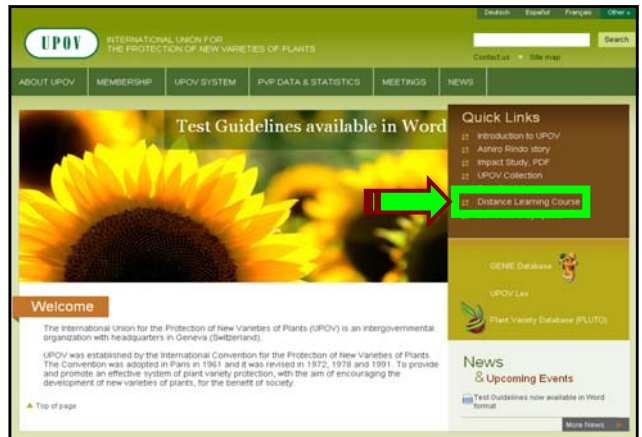 Deutsch Español Français Other »
UPOV
INTERNATIONAL UNION FOR
THE PROTECTION OF NEW VARIETIES OF PLANTS
Search
Contact us Site map
ABOUT UPOV MEMBERSHIP UPOV SYSTEM PVP DATA & STATISTICS MEETINGS NEWS
Test Guidelines available in Word
Quick Links
Introduction to UPOV
Ashiro Rindo story
Impact Study, PDF
UPOV Collection
Distance Learning Course
GENIE Database
UPOV Lex
Plant Variety Database (PLUTO)
Welcome
The International Union for the Protection of New Varieties of Plants (UPOV) is an intergovernmental
organization with headquarters in Geneva (Switzerland).
UPOV was established by the International Convention for the Protection of New Varieties of Plants.
The Convention was adopted in Paris in 1961 and it was revised in 1972, 1978 and 1991. To provide
and promote an effective system of plant variety protection, with the aim of encouraging the
development of new varieties of plants, for the benefit of society.
Top of page
News
& Upcoming Events
Test Guidelines now available in Word
format
More News